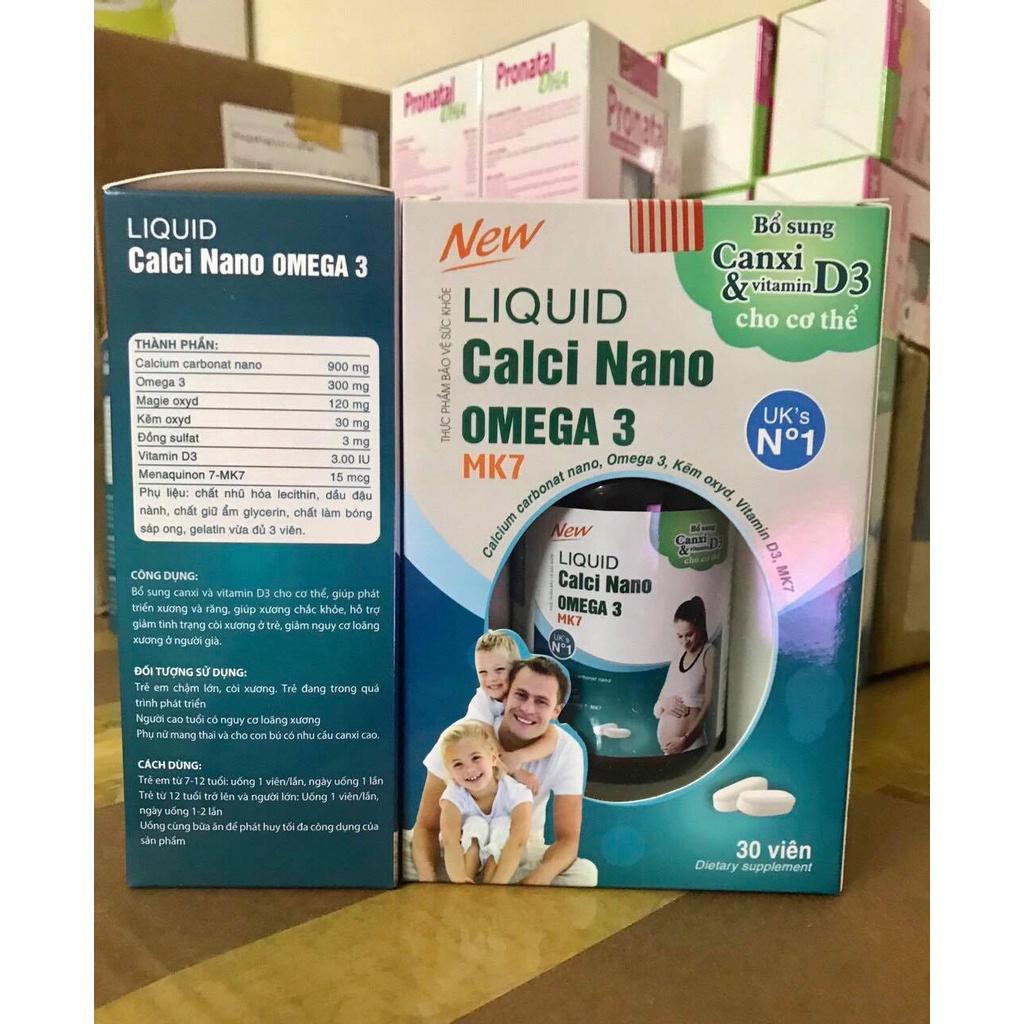 Pronatal
DHA
Pronatal
DHA
Pronatal
LIQUID
Calci Nano OMEGA 3
THÀNH PHẦN:
Calcium carbonat nano 900 mg
Omega 3 300 mg
Magie oxyd 120 mg
Kẽm oxyd 30 mg
Đồng sulfat 3 mg
Vitamin D3 3.00 IU
Menaquinon 7-MK7 15 mcg
Phụ liệu: chất nhũ hóa lecithin, dầu đậu
nành, chất giữ ẩm glycerin, chất làm bóng
sáp ong, gelatin vừa đủ 3 viên.
CÔNG DỤNG:
Bổ sung canxi và vitamin D3 cho cơ thể, giúp phát
triển xương và răng, giúp xương chắc khỏe, hỗ trợ
giảm tình trạng còi xương ở trẻ, giảm nguy cơ loãng
xương ở người già.
ĐỐI TƯỢNG SỬ DỤNG:
Trẻ em chậm lớn, còi xương. Trẻ đang trong quá
trình phát triển
Người cao tuổi có nguy cơ loãng xương
Phụ nữ mang thai và cho con bú có nhu cầu canxi cao.
CÁCH DÙNG:
Trẻ em từ 7-12 tuổi: uống 1 viên/lần, ngày uống 1 lần
Trẻ từ 12 tuổi trở lên và người lớn: Uống 1 viên/lần,
ngày uống 1-2 lần
Uống cùng bữa ăn để phát huy tối đa công dụng của
sản phẩm
New
Bổ sung
Canxi
& vitamin D3
cho cơ thể
THỰC PHẨM BẢO VỆ SỨC KHỎE
LIQUID
Calci Nano
OMEGA 3
MK7
UK's
Nº1
Calcium carbonat nano, Omega 3, Kẽm oxyd, Vitamin D3, MK7
New
Bổ sung
Canxi
& vitamin D3
cho cơ thể
LIQUID
Calci Nano
OMEGA 3
MK7
UK's
Nº1
30 viên
Dietary supplement